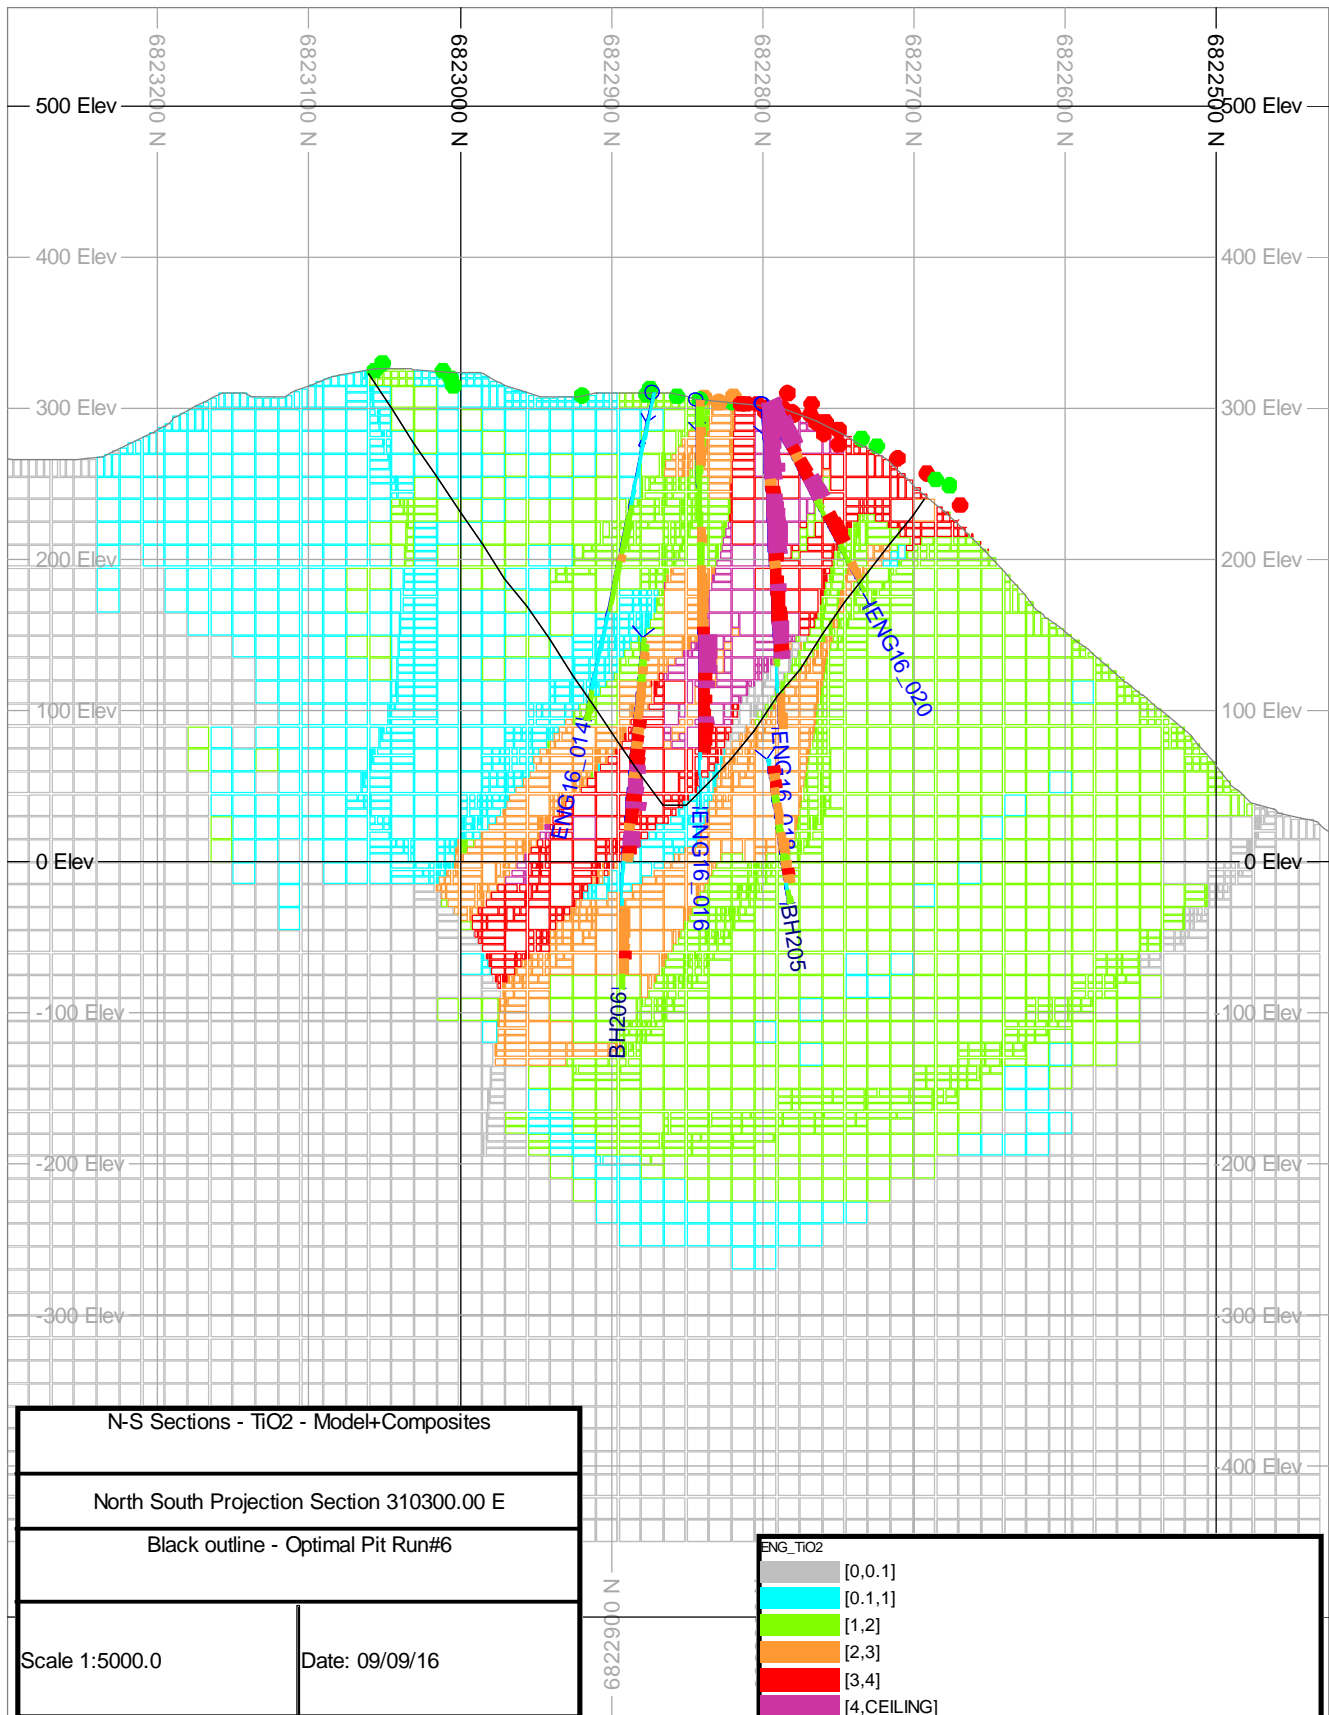 6823200 N
6823100 N
6823000 N
6822900 N
6822800 N
6822700 N
6822600 N
6822500 N
500 Elev
500 Elev
400 Elev
400 Elev
300 Elev
300 Elev
200 Elev
200 Elev
100 Elev
100 Elev
0 Elev
0 Elev
-100 Elev
-100 Elev
-200 Elev
-200 Elev
-300 Elev
-300 Elev
-400 Elev
ENG16_014
ENG16_020
ENG16_016
BH205
BH206
N-S Sections - TiO2 - Model+Composites
North South Projection Section 310300.00 E
Black outline - Optimal Pit Run#6
Scale 1:5000.0
Date: 09/09/16
6822900 N
ENG_TiO2
[0,0.1]
[0.1,1]
[1,2]
[2,3]
[3,4]
[4,CEILING]